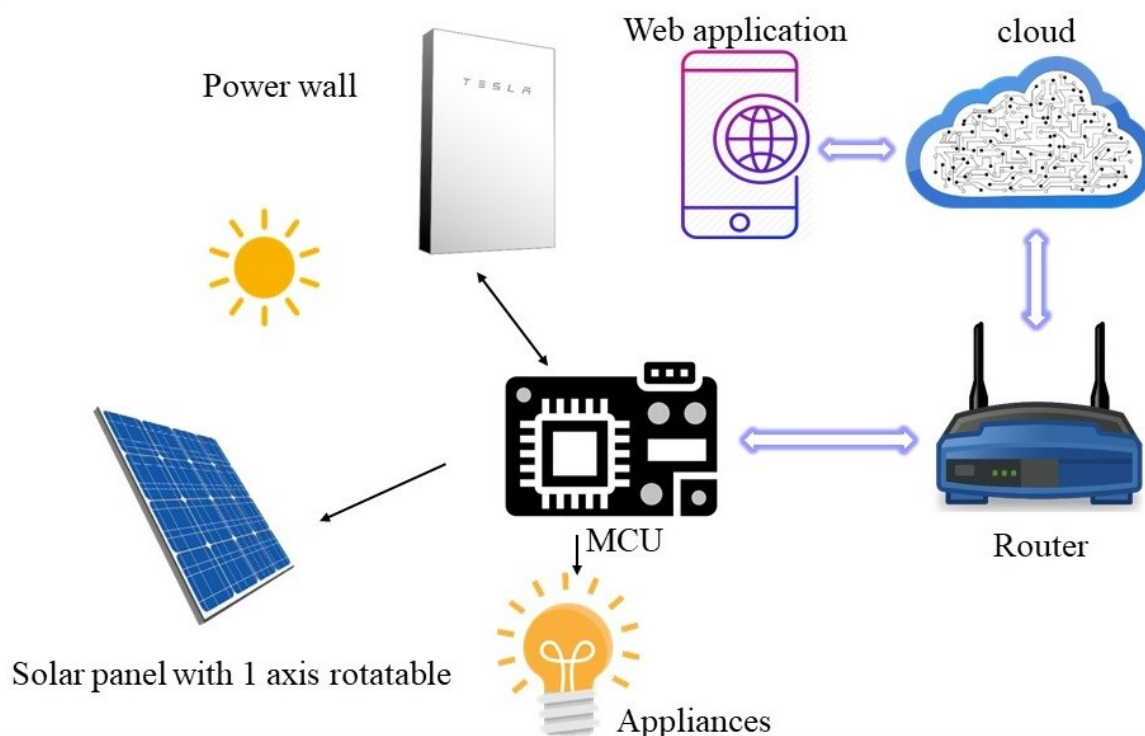 Web application
cloud
Power wall
TESLA
MCU
Router
Solar panel with 1 axis rotatable
Appliances